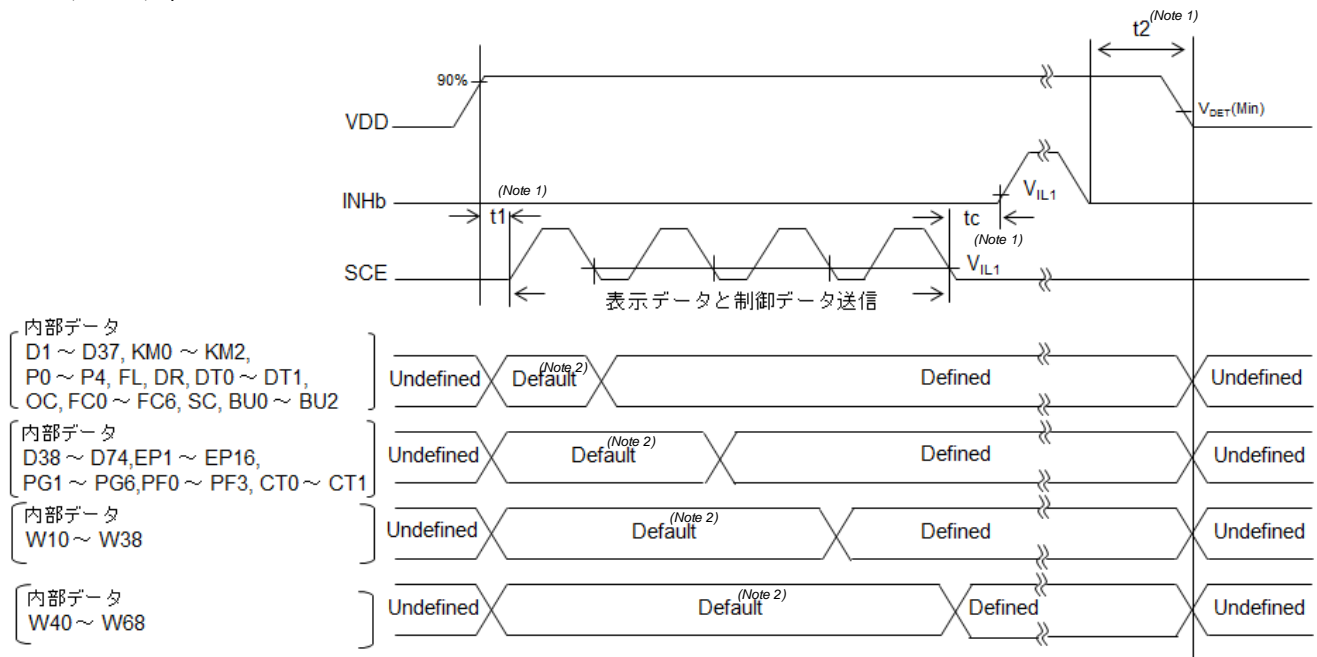 t2(Note 1)
90%
VDET(Min)
VDD
(Note 1)
INHb
VIL1
t1
tc
(Note 1)
SCE
VIL1
表示データと制御データ送信
内部データ
D1 ~ D37, KM0 ~ KM2,
P0 ~ P4, FL, DR, DT0 ~ DT1,
OC, FC0 ~ FC6, SC, BU0 ~ BU2
Undefined Default(Note 2) Defined Undefined
内部データ
D38 ~ D74,EP1 ~ EP16,
PG1 ~ PG6,PF0 ~ PF3, CT0 ~ CT1
Undefined Default(Note 2) Defined Undefined
内部データ
W10 ~ W38
Undefined Default(Note 2) Defined Undefined
内部データ
W40 ~ W68
Undefined Default(Note 2) Defined Undefined